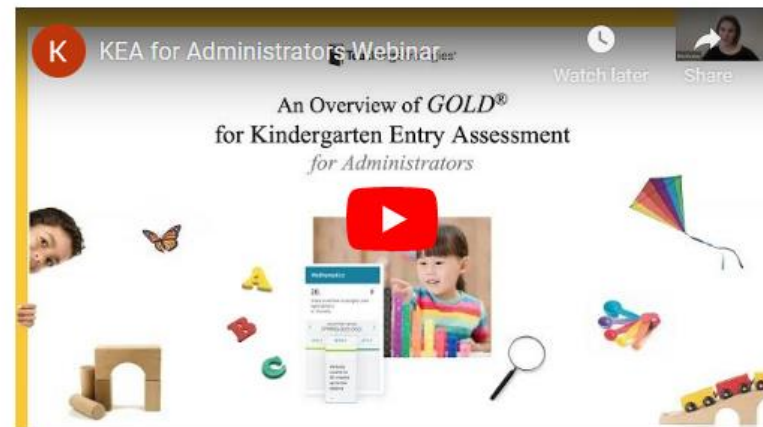 K
KEA for Administrators Webinar
Watch later
Share
An Overview of GOLD®
for Kindergarten Entry Assessment
for Administrators
Mathematics
A
B
C